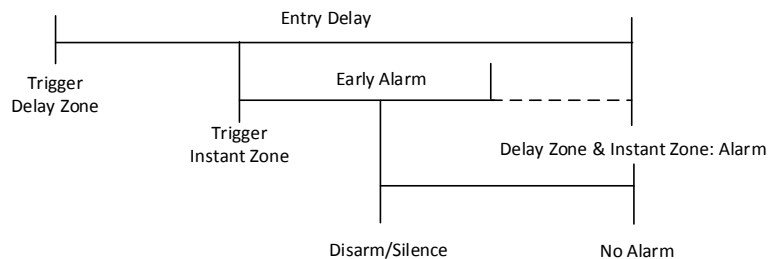 Entry Delay
Trigger
Delay Zone
Early Alarm
Trigger
Instant Zone
Delay Zone & Instant Zone: Alarm
Disarm/Silence
No Alarm